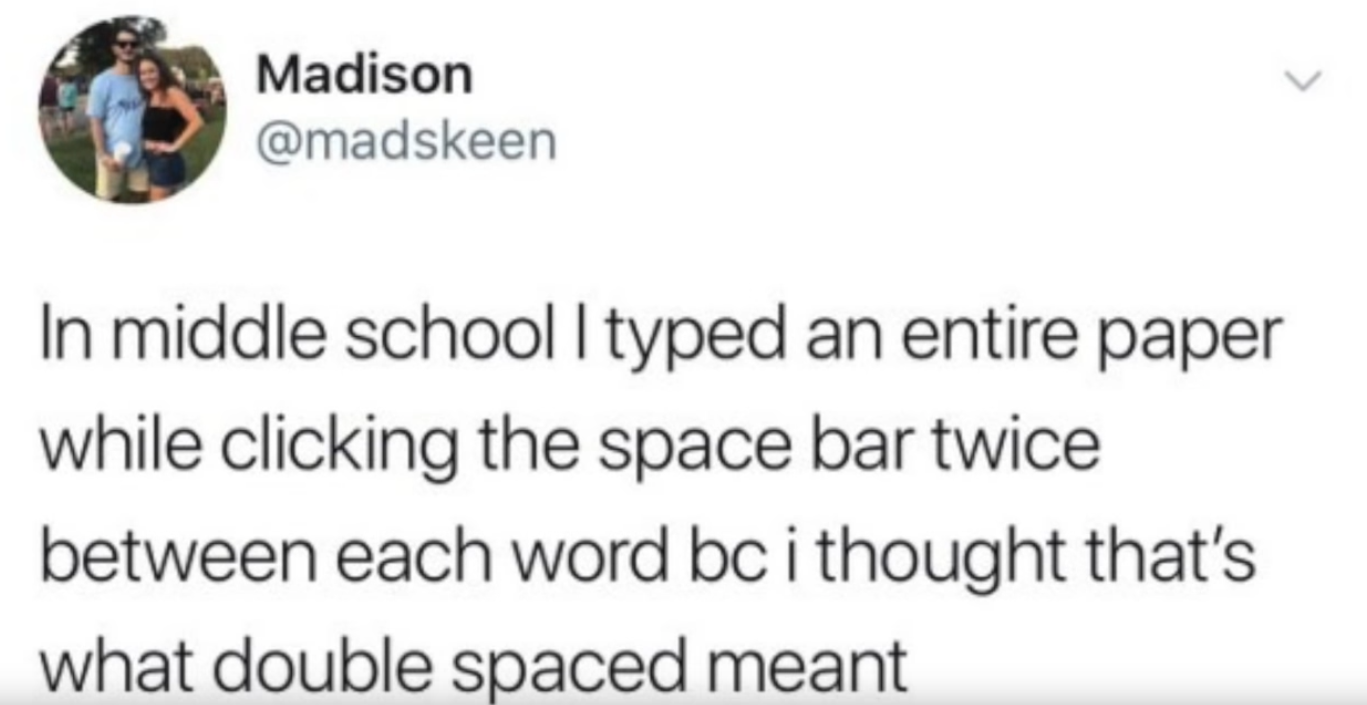 Madison
@madskeen
In middle school I typed an entire paper
while clicking the space bar twice
between each word bc i thought that's
what double spaced meant